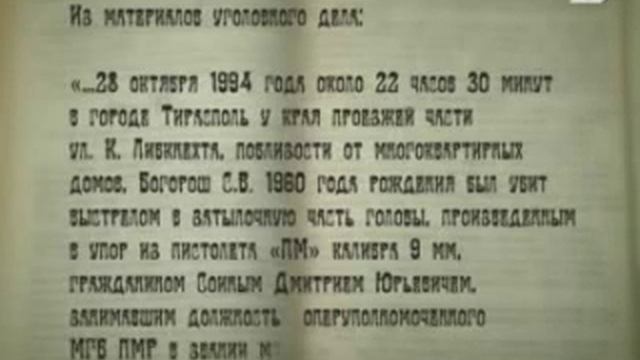 Из материалов уголовного дела:
«...28 октября 1994 года около 22 часов 30 минут
в городе Тирасполь у края проезжей части
ул. К. Либкнехта, поблизости от многоквартирных
домов, Богорош С.В. 1960 года рождения был убит
выстрелом в затылочную часть головы, произведенным
в упор из пистолета «ПМ» калибра 9 мм,
гражданином Соиным Дмитрием Юрьевичем,
занимавшим должность оперуполномоченного
МГБ ПМР в звании м